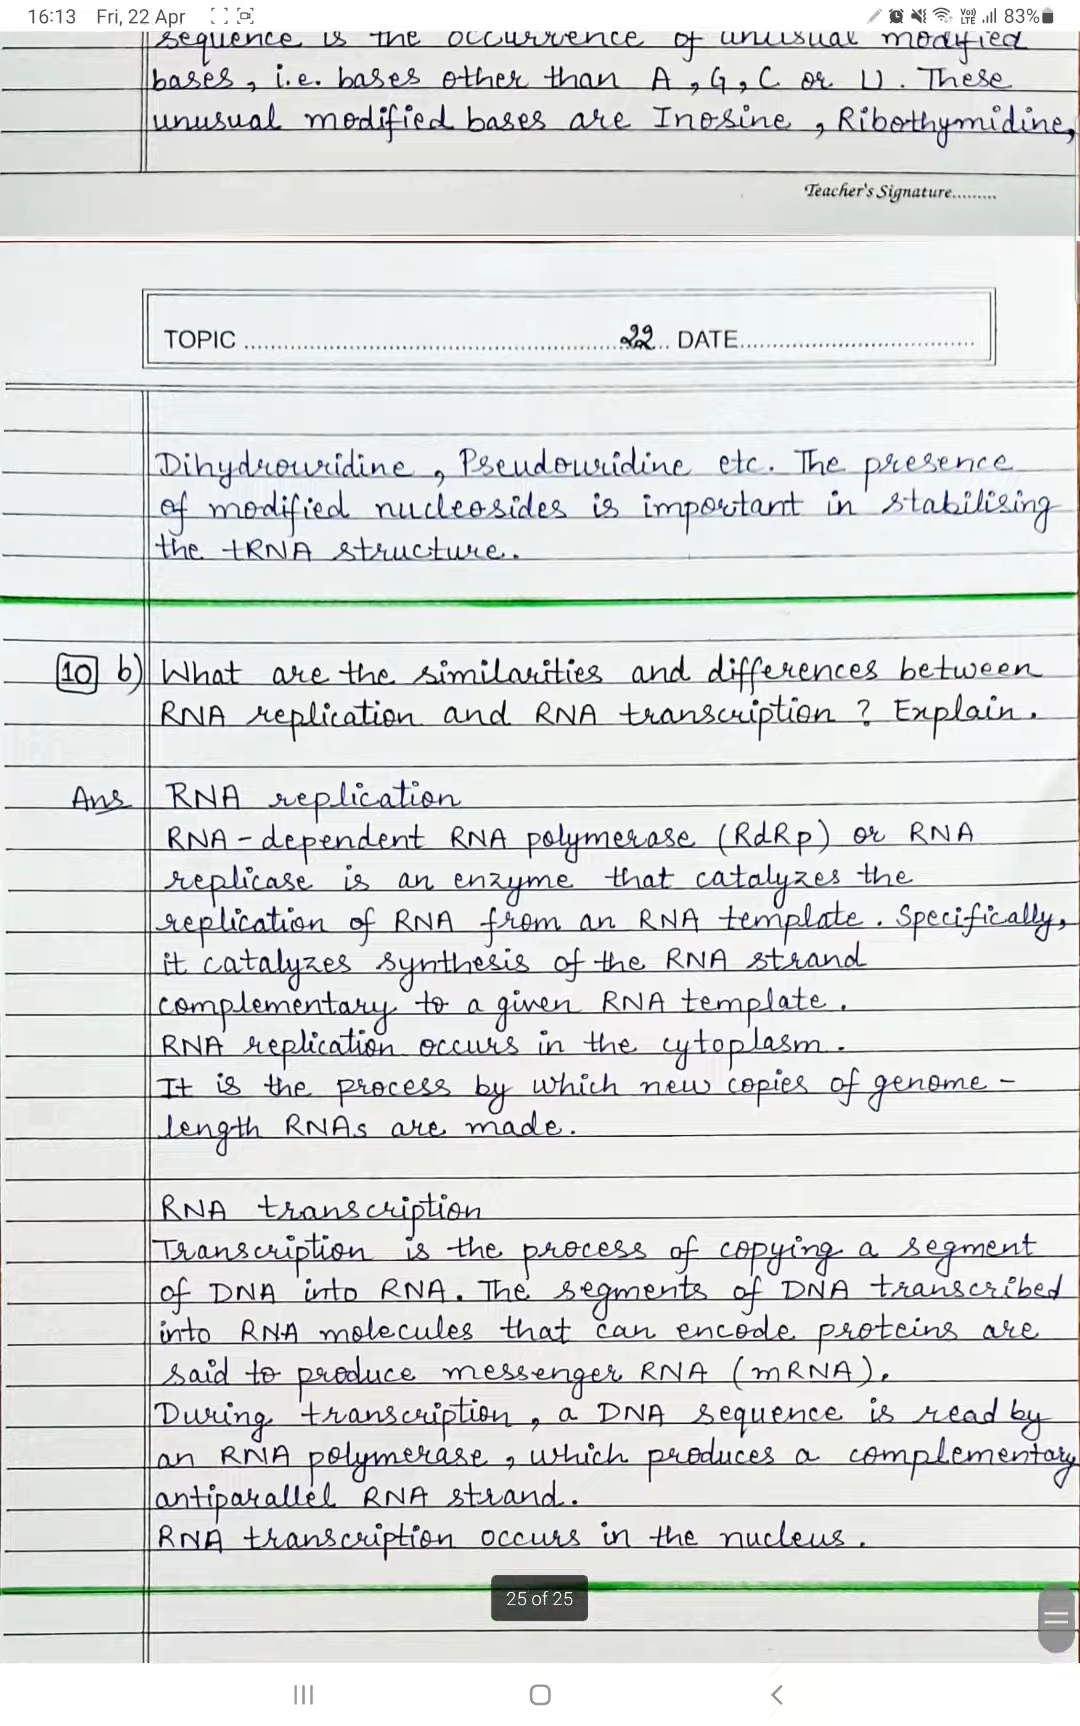 16:13 Fri, 22 Apr 83%
sequence is the occurrence of unusual modified
bases, i.e. bases other than A, G, C or U. These
unusual modified bases are Inosine, Ribothymidine,
Teacher's Signature.........
TOPIC ........ 22 .. DATE........
Dihydrouridine, Pseudouridine etc. The presence
of modified nucleosides is important in stabilising
the tRNA structure.
10 b) What are the similarities and differences between
RNA replication and RNA transcription ? Explain.
Ans RNA replication
RNA-dependent RNA polymerase (RdRp) or RNA
replicase is an enzyme that catalyzes the
replication of RNA from an RNA template. Specifically,
it catalyzes synthesis of the RNA strand
complementary to a given RNA template.
RNA replication occurs in the cytoplasm.
It is the process by which new copies of genome-
length RNAs are made.
RNA transcription
Transcription is the process of copying a segment
of DNA into RNA. The segments of DNA transcribed
into RNA molecules that can encode proteins are
said to produce messenger RNA (mRNA).
During transcription, a DNA sequence is read by
an RNA polymerase, which produces a complementary
antiparallel RNA strand.
RNA transcription occurs in the nucleus.
25 of 25